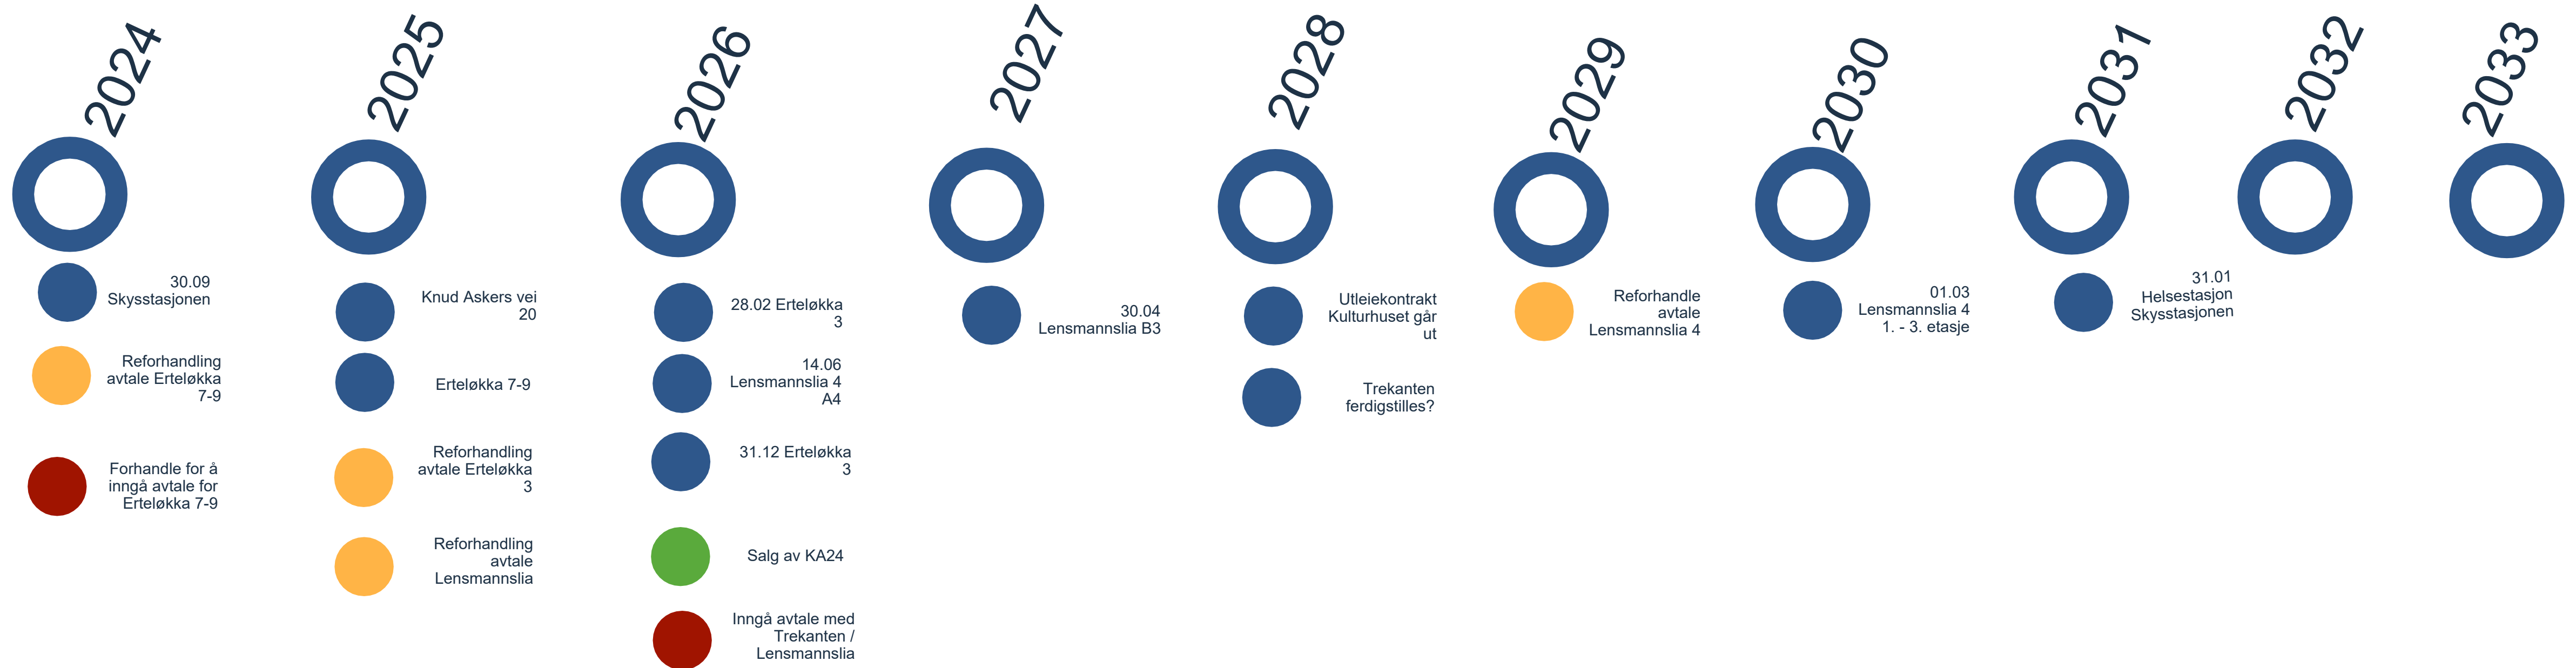 2024
2025
2026
2027
2028
2029
2030
2031
2032
2033
30.09
Skysstasjonen
Reforhandling
avtale Erteløkka
7-9
Forhandle for å
inngå avtale for
Erteløkka 7-9
Knud Askers vei
20
Erteløkka 7-9
Reforhandling
avtale Erteløkka
3
Reforhandling
avtale
Lensmannslia
28.02 Erteløkka
3
14.06
Lensmannslia 4
A4
31.12 Erteløkka
3
Salg av KA24
Inngå avtale med
Trekanten /
Lensmannslia
30.04
Lensmannslia B3
Utleiekontrakt
Kulturhuset går
ut
Trekanten
ferdigstilles?
Reforhandle
avtale
Lensmannslia 4
01.03
Lensmannslia 4
1. - 3. etasje
31.01
Helsestasjon
Skysstasjonen